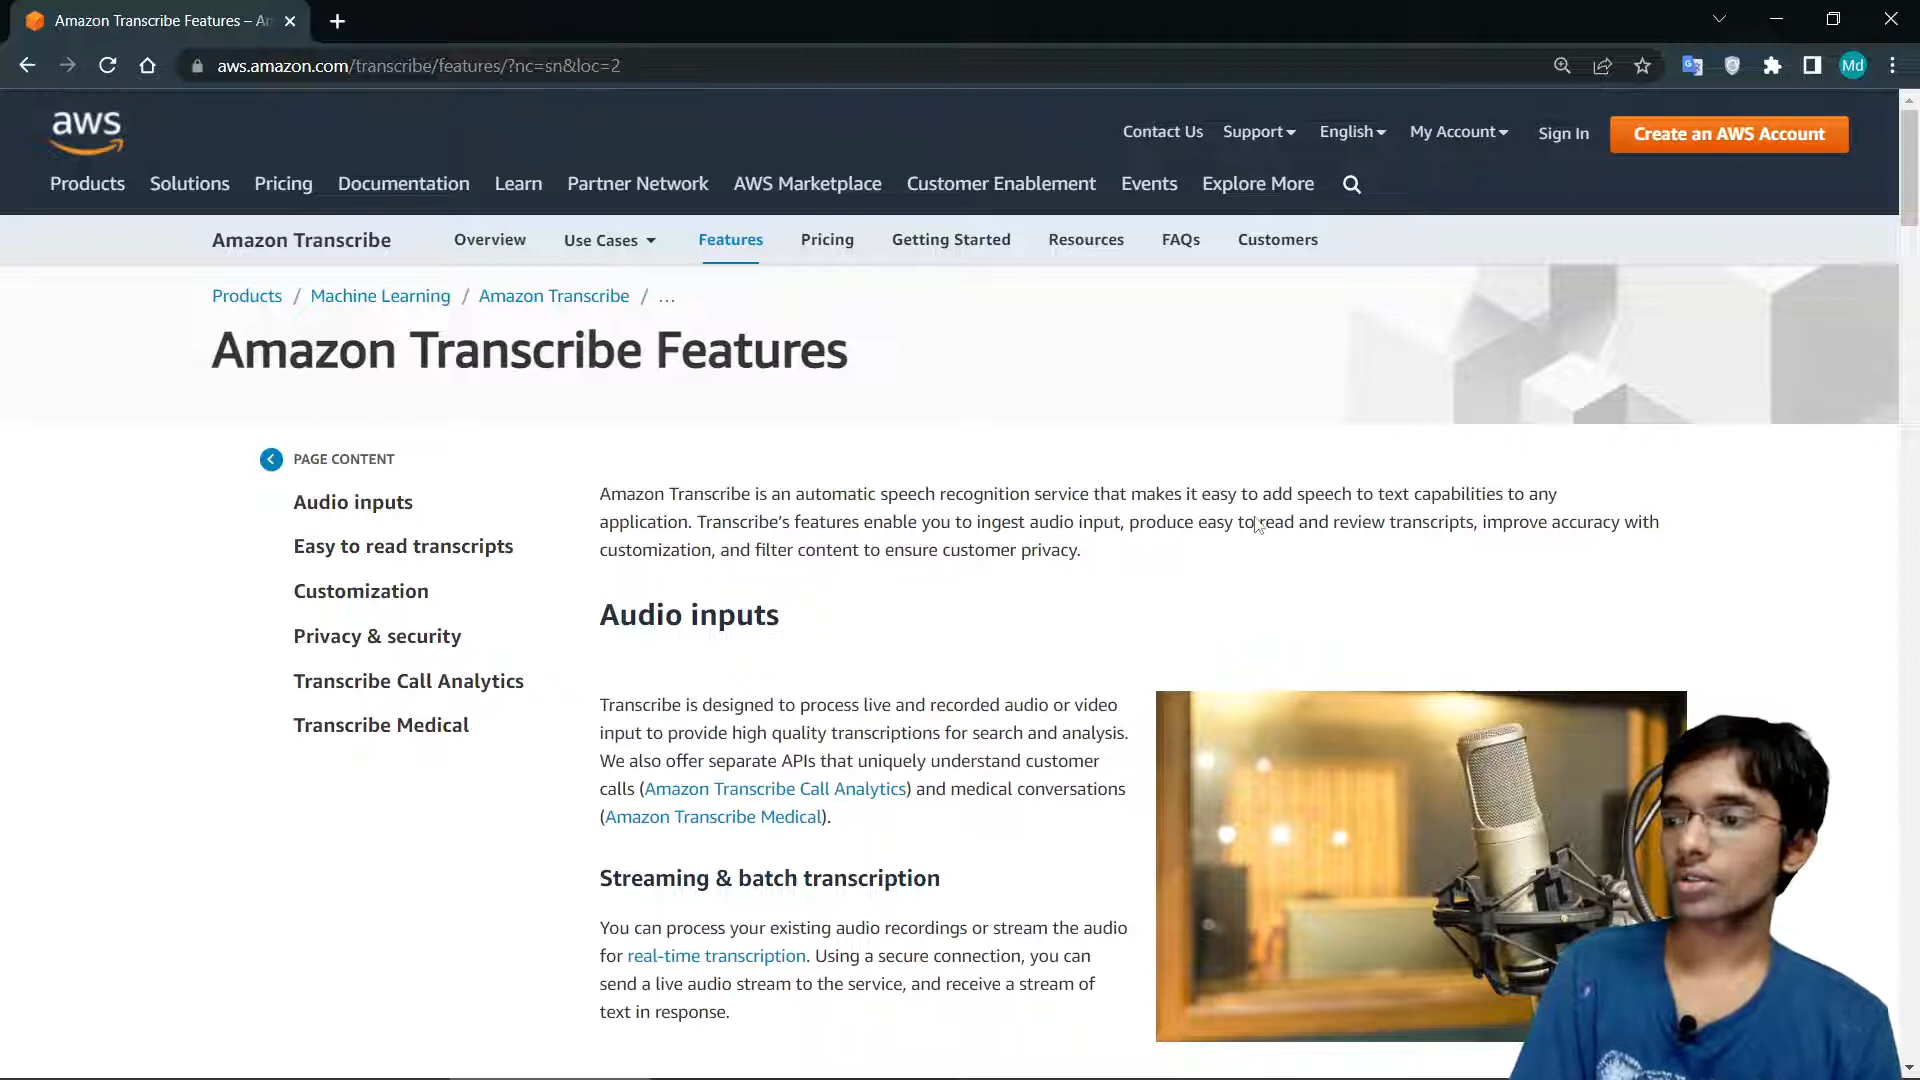 Amazon Transcribe Features – Am
aws.amazon.com/transcribe/features/?nc=sn&loc=2
Md
aws
Contact Us Support English My Account Sign In Create an AWS Account
Products Solutions Pricing Documentation Learn Partner Network AWS Marketplace Customer Enablement Events Explore More
Amazon Transcribe Overview Use Cases Features Pricing Getting Started Resources FAQs Customers
Products / Machine Learning / Amazon Transcribe / …
Amazon Transcribe Features
PAGE CONTENT
Audio inputs
Easy to read transcripts
Customization
Privacy & security
Transcribe Call Analytics
Transcribe Medical
Amazon Transcribe is an automatic speech recognition service that makes it easy to add speech to text capabilities to any
application. Transcribe’s features enable you to ingest audio input, produce easy to read and review transcripts, improve accuracy with
customization, and filter content to ensure customer privacy.
Audio inputs
Transcribe is designed to process live and recorded audio or video
input to provide high quality transcriptions for search and analysis.
We also offer separate APIs that uniquely understand customer
calls (Amazon Transcribe Call Analytics) and medical conversations
(Amazon Transcribe Medical).
Streaming & batch transcription
You can process your existing audio recordings or stream the audio
for real-time transcription. Using a secure connection, you can
send a live audio stream to the service, and receive a stream of
text in response.